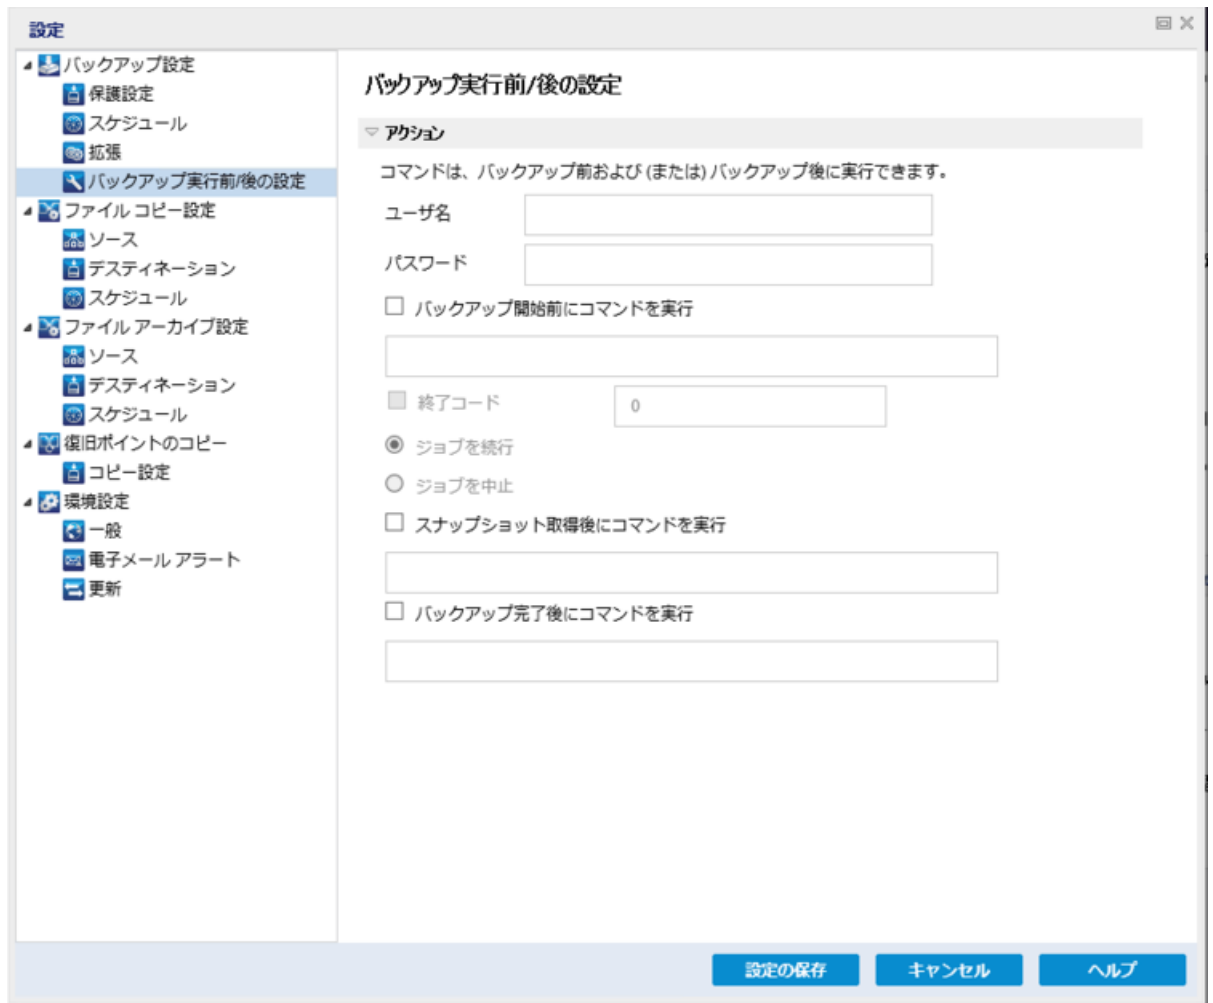 設定
バックアップ設定
保護設定
スケジュール
拡張
バックアップ実行前/後の設定
ファイル コピー設定
ソース
デスティネーション
スケジュール
ファイル アーカイブ設定
ソース
デスティネーション
スケジュール
復旧ポイントのコピー
コピー設定
環境設定
一般
電子メール アラート
更新
バックアップ実行前/後の設定
アクション
コマンドは、バックアップ前および (または) バックアップ後に実行できます。
ユーザ名
パスワード
バックアップ開始前にコマンドを実行
終了コード 0
ジョブを続行
ジョブを中止
スナップショット取得後にコマンドを実行
バックアップ完了後にコマンドを実行
設定の保存 キャンセル ヘルプ